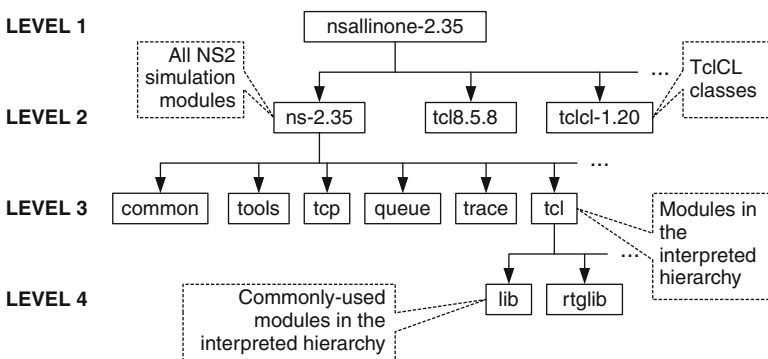 LEVEL 1
nsallinone-2.35
All NS2
simulation
modules
...
TclCL
classes
LEVEL 2
ns-2.35
tcl8.5.8
tclcl-1.20
...
LEVEL 3
common
tools
tcp
queue
trace
tcl
Modules in
the
interpreted
hierarchy
...
LEVEL 4
Commonly-used
modules in the
interpreted hierarchy
lib
rtglib